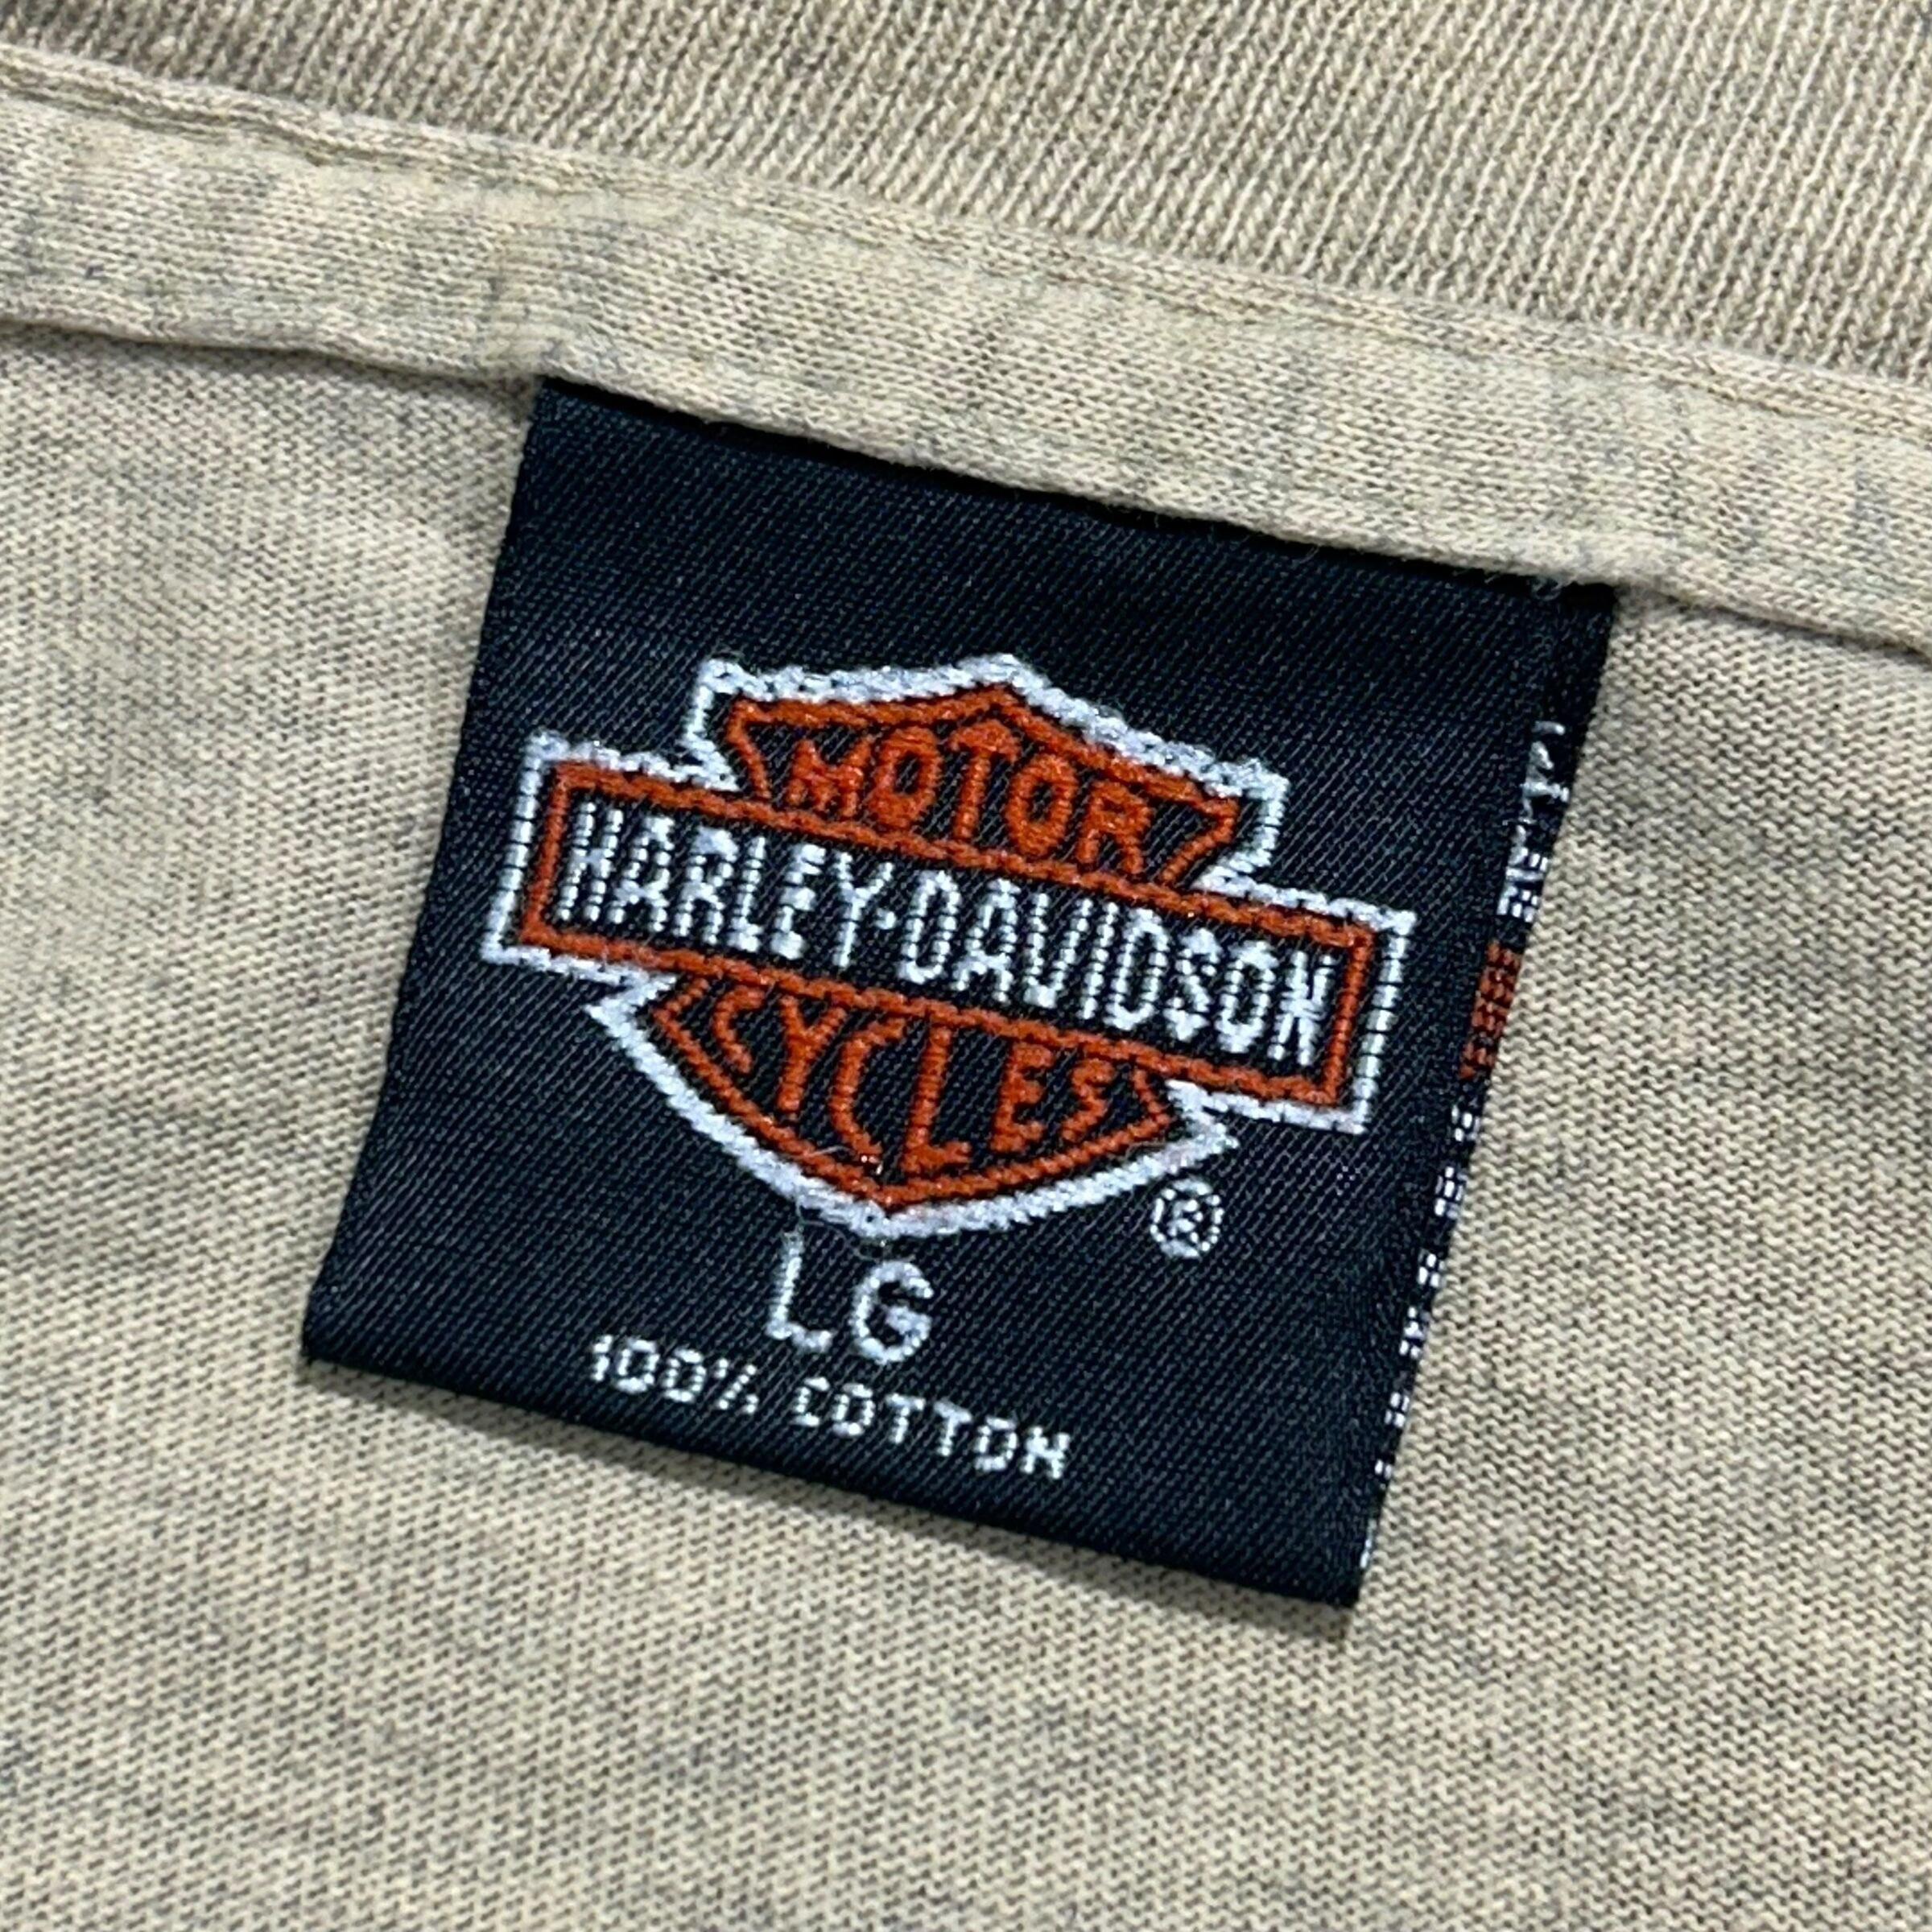 MOTOR
HARLEY-DAVIDSON
CYCLES
®
LG
100% COTTON